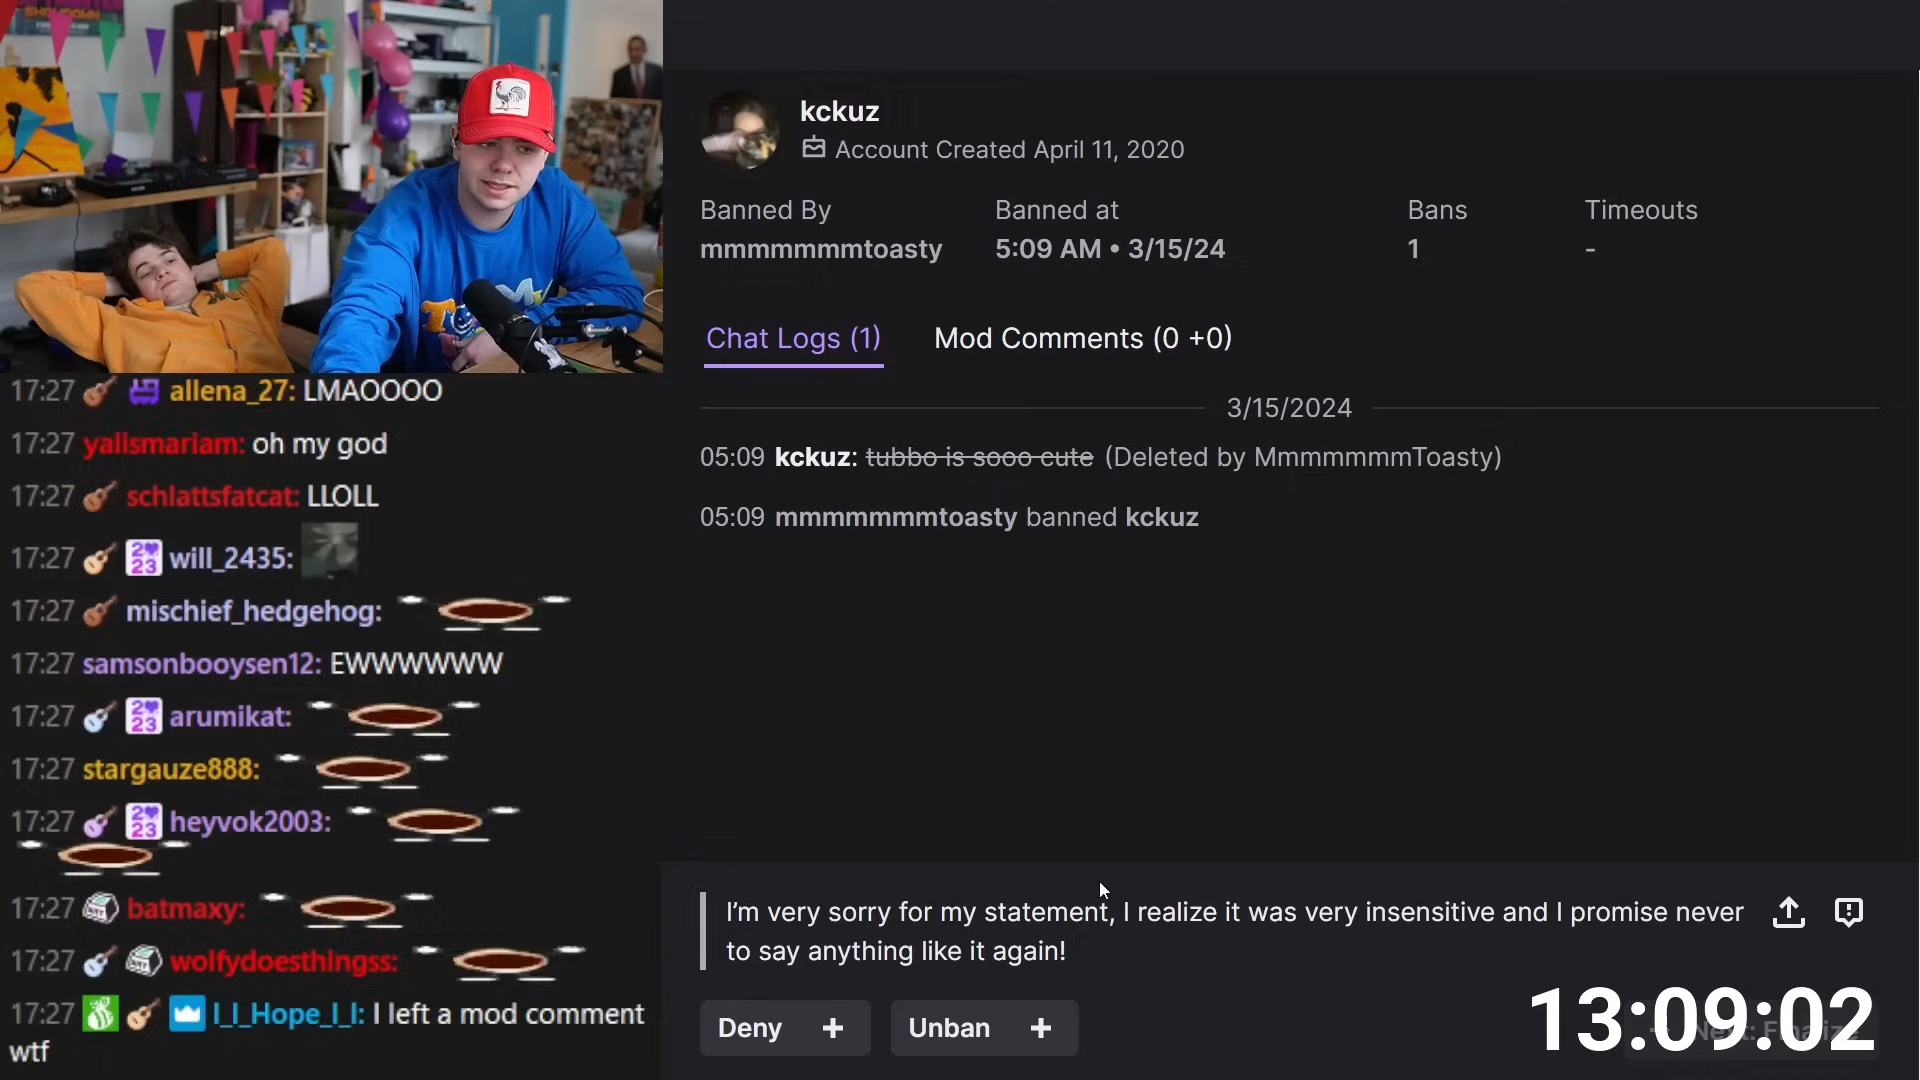 kckuz
Account Created April 11, 2020
Banned By
mmmmmmmtoasty
Banned at
5:09 AM • 3/15/24
Bans
1
Timeouts
-
Chat Logs (1)
Mod Comments (0 +0)
3/15/2024
05:09 kckuz: tubbo is sooo cute (Deleted by MmmmmmmToasty)
05:09 mmmmmmmtoasty banned kckuz
17:27 allena_27: LMAOOOO
17:27 yallsmariam: oh my god
17:27 schlattsfatcat: LLOLL
17:27 2 23 will_2435:
17:27 mischief_hedgehog:
17:27 samsonbooysen12: EWWWWWW
17:27 2 23 arumikat:
17:27 stargauze888:
17:27 2 23 heyvok2003:
17:27 batmaxy:
17:27 wolfydoesthingss:
17:27 I_I_Hope_I_I: I left a mod comment
wtf
I'm very sorry for my statement, I realize it was very insensitive and I promise never
to say anything like it again!
Deny +
Unban +
13:09:02